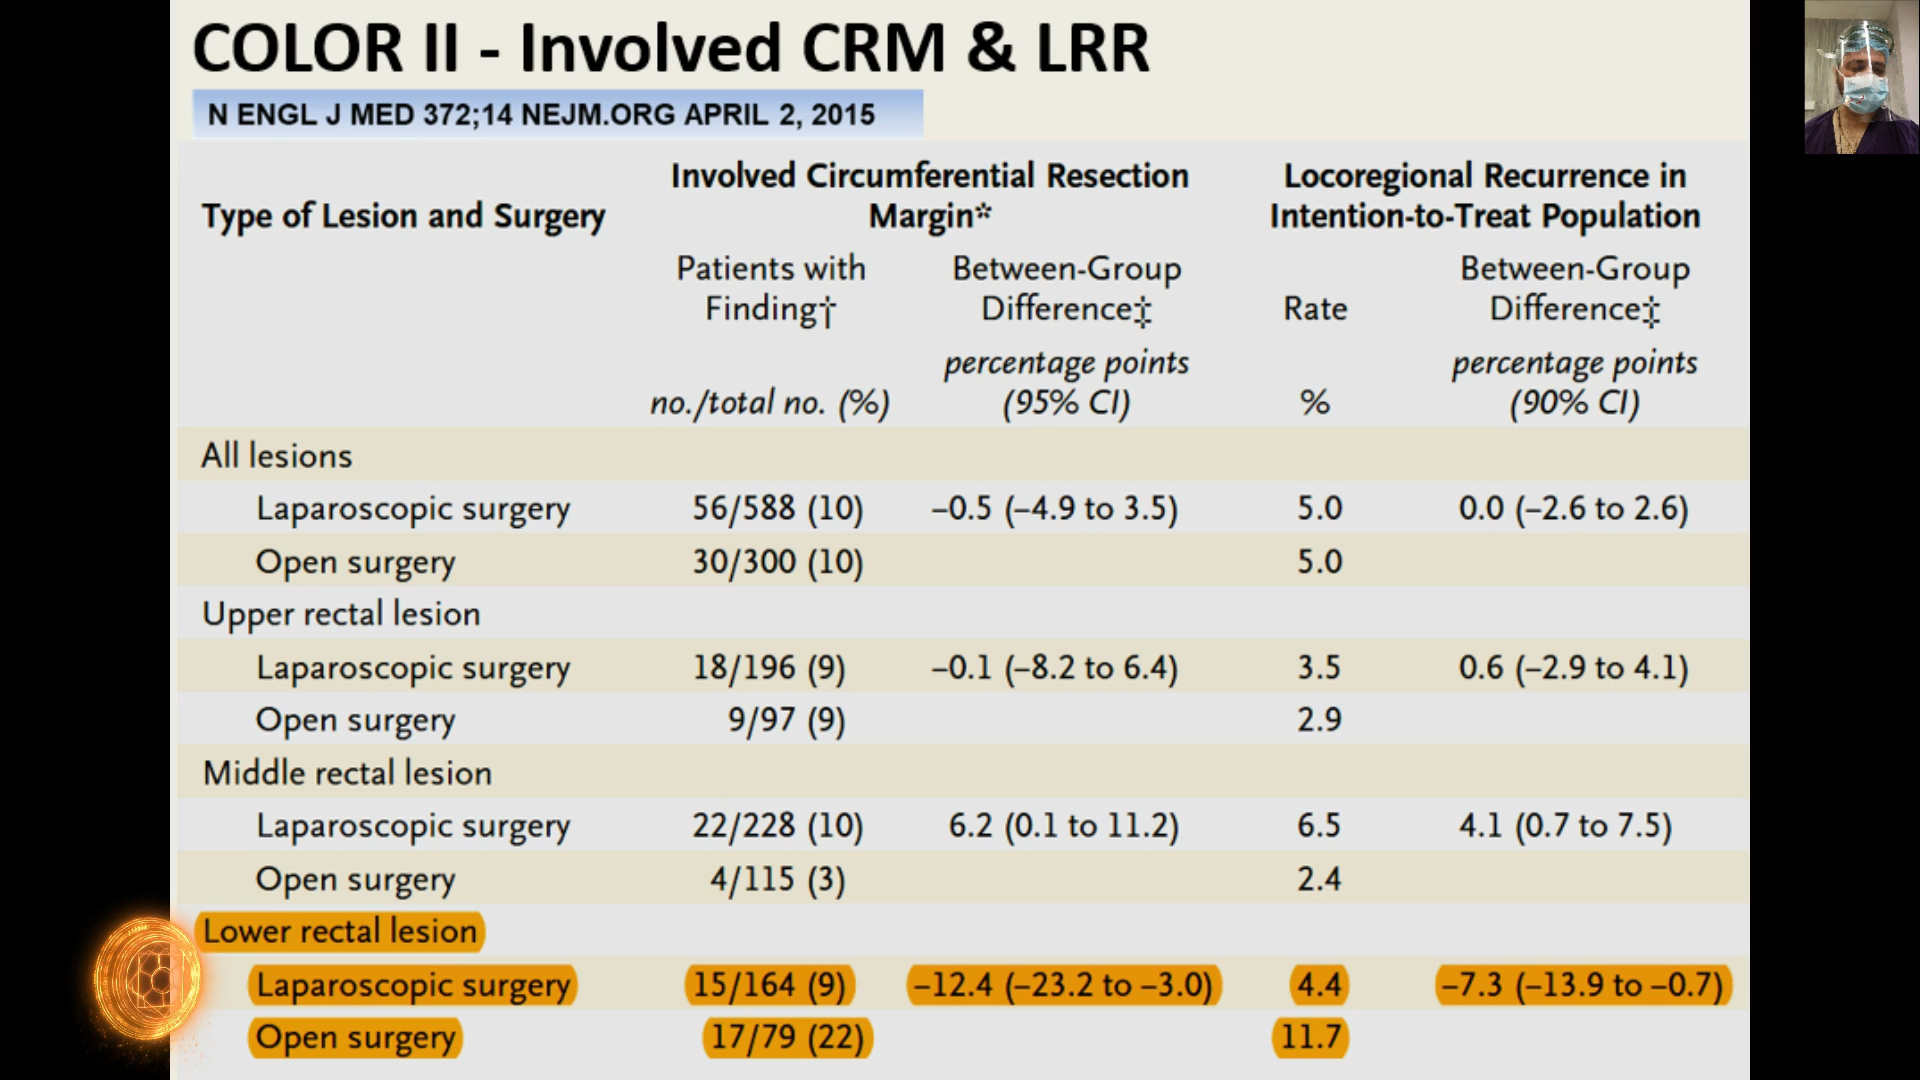 COLOR II - Involved CRM & LRR
N ENGL J MED 372;14 NEJM.ORG APRIL 2, 2015
Type of Lesion and Surgery
Involved Circumferential Resection
Margin*
Locoregional Recurrence in
Intention-to-Treat Population
Patients with
Finding†
Between-Group
Difference‡
Rate
Between-Group
Difference‡
no./total no. (%)
percentage points
(95% CI)
%
percentage points
(90% CI)
All lesions
Laparoscopic surgery 56/588 (10) –0.5 (–4.9 to 3.5) 5.0 0.0 (–2.6 to 2.6)
Open surgery 30/300 (10) 5.0
Upper rectal lesion
Laparoscopic surgery 18/196 (9) –0.1 (–8.2 to 6.4) 3.5 0.6 (–2.9 to 4.1)
Open surgery 9/97 (9) 2.9
Middle rectal lesion
Laparoscopic surgery 22/228 (10) 6.2 (0.1 to 11.2) 6.5 4.1 (0.7 to 7.5)
Open surgery 4/115 (3) 2.4
Lower rectal lesion
Laparoscopic surgery 15/164 (9) –12.4 (–23.2 to –3.0) 4.4 –7.3 (–13.9 to –0.7)
Open surgery 17/79 (22) 11.7